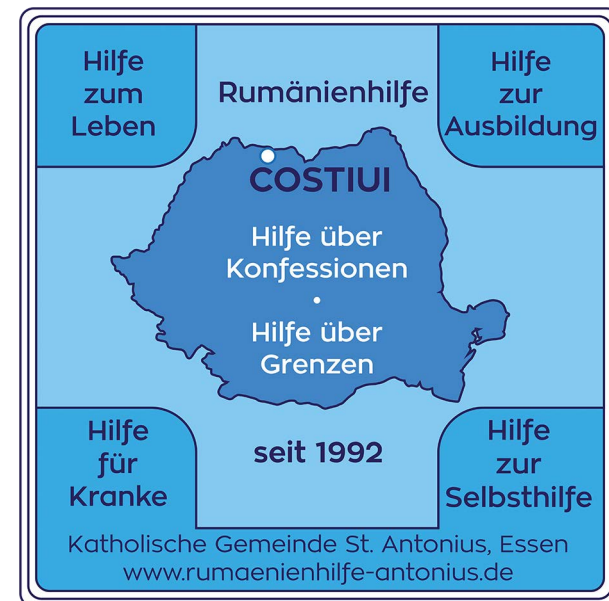 Hilfe
zum
Leben
Rumänienhilfe
Hilfe
zur
Ausbildung
COSTIUI
Hilfe über
Konfessionen
•
Hilfe über
Grenzen
Hilfe
für
Kranke
seit 1992
Hilfe
zur
Selbsthilfe
Katholische Gemeinde St. Antonius, Essen
www.rumaenienhilfe-antonius.de